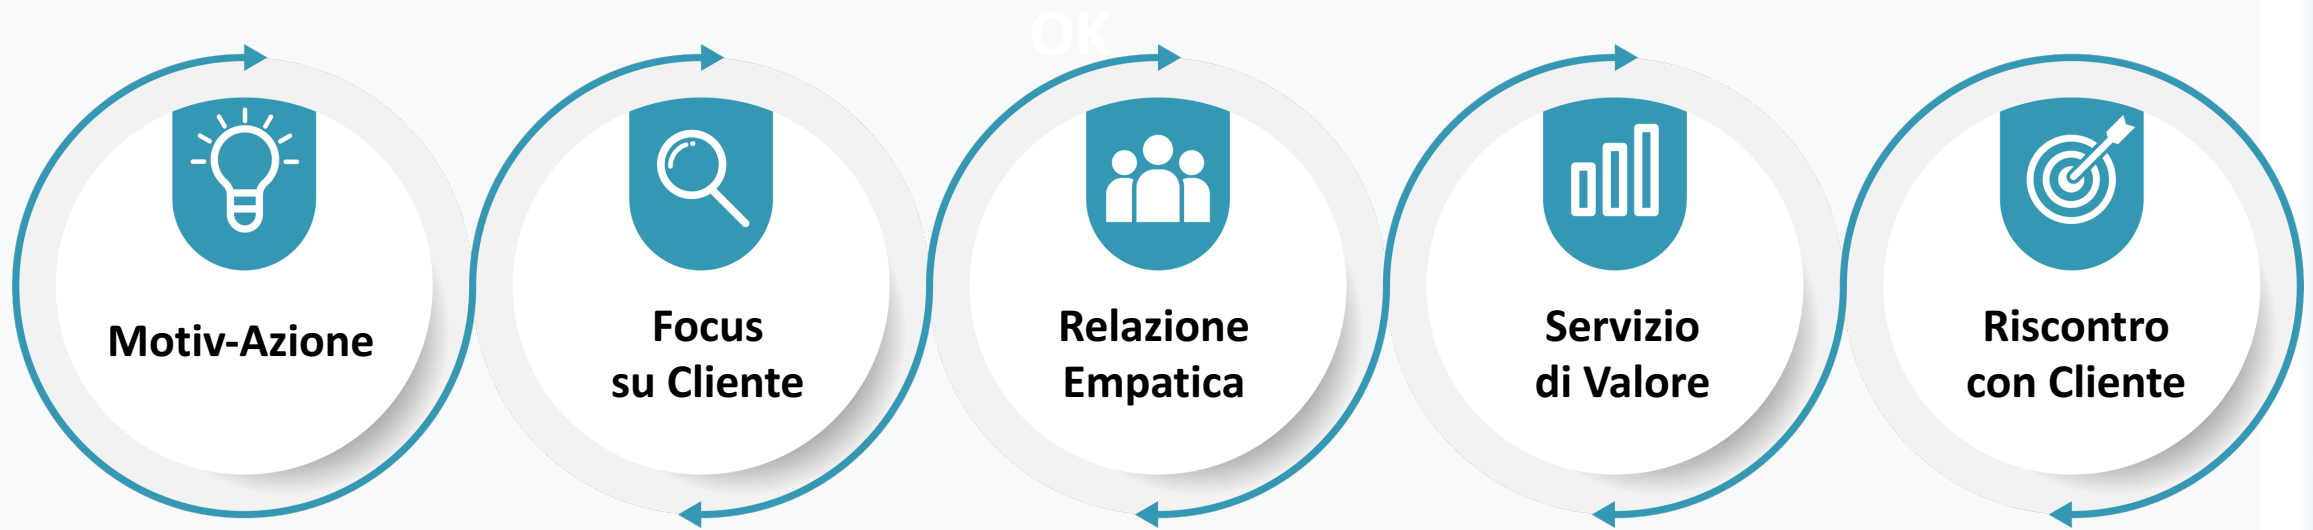 OK
Motiv-Azione
Focus
su Cliente
Relazione
Empatica
Servizio
di Valore
Riscontro
con Cliente